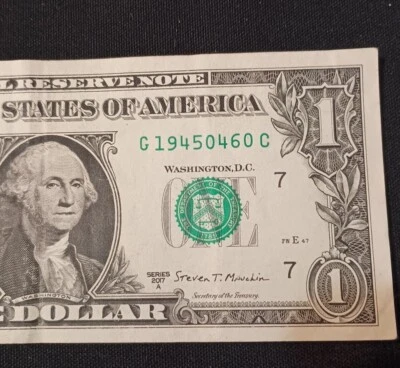 L RESERVE NOTE
STATES OF AMERICA
1
G 19450460 C
WASHINGTON, D.C.
7
ONE
FW E 47
7
SERIES
2017
A
Steven T. Mnuchin
Secretary of the Treasury.
WASHINGTON
E DOLLAR
1